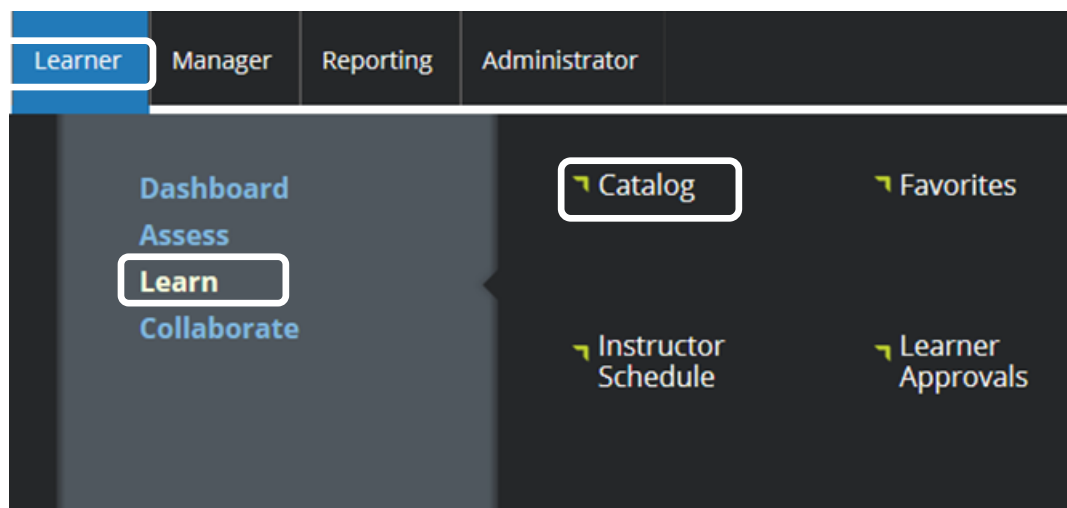 Learner Manager Reporting Administrator
Dashboard
Assess
Learn
Collaborate
Catalog Favorites
Instructor
Schedule
Learner
Approvals